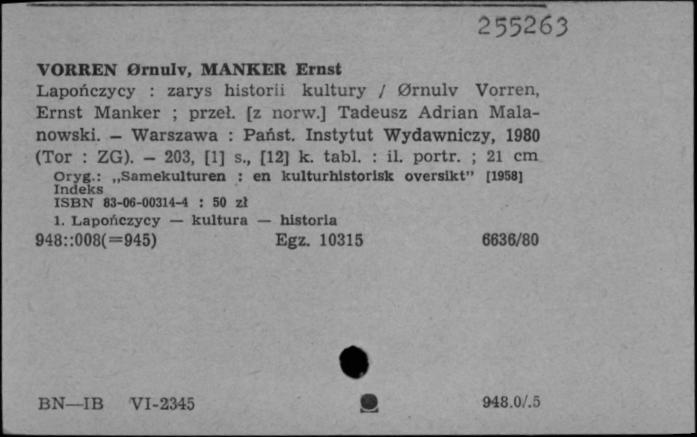 255263
VORREN Ørnulv, MANKER Ernst
Lapończycy : zarys historii kultury / Ørnulv Vorren,
Ernst Manker ; przeł. [z norw.] Tadeusz Adrian Mala-
nowski. — Warszawa : Państ. Instytut Wydawniczy, 1980
(Tor : ZG). — 203, [1] s., [12] k. tabl. : il. portr. ; 21 cm
Oryg.: „Samekulturen : en kulturhistorisk oversikt” [1958]
Indeks
ISBN 83-06-00314-4 : 50 zł
1. Lapończycy — kultura — historia
948::008(=945) Egz. 10315 6636/80
BN—IB VI-2345 948.0/.5